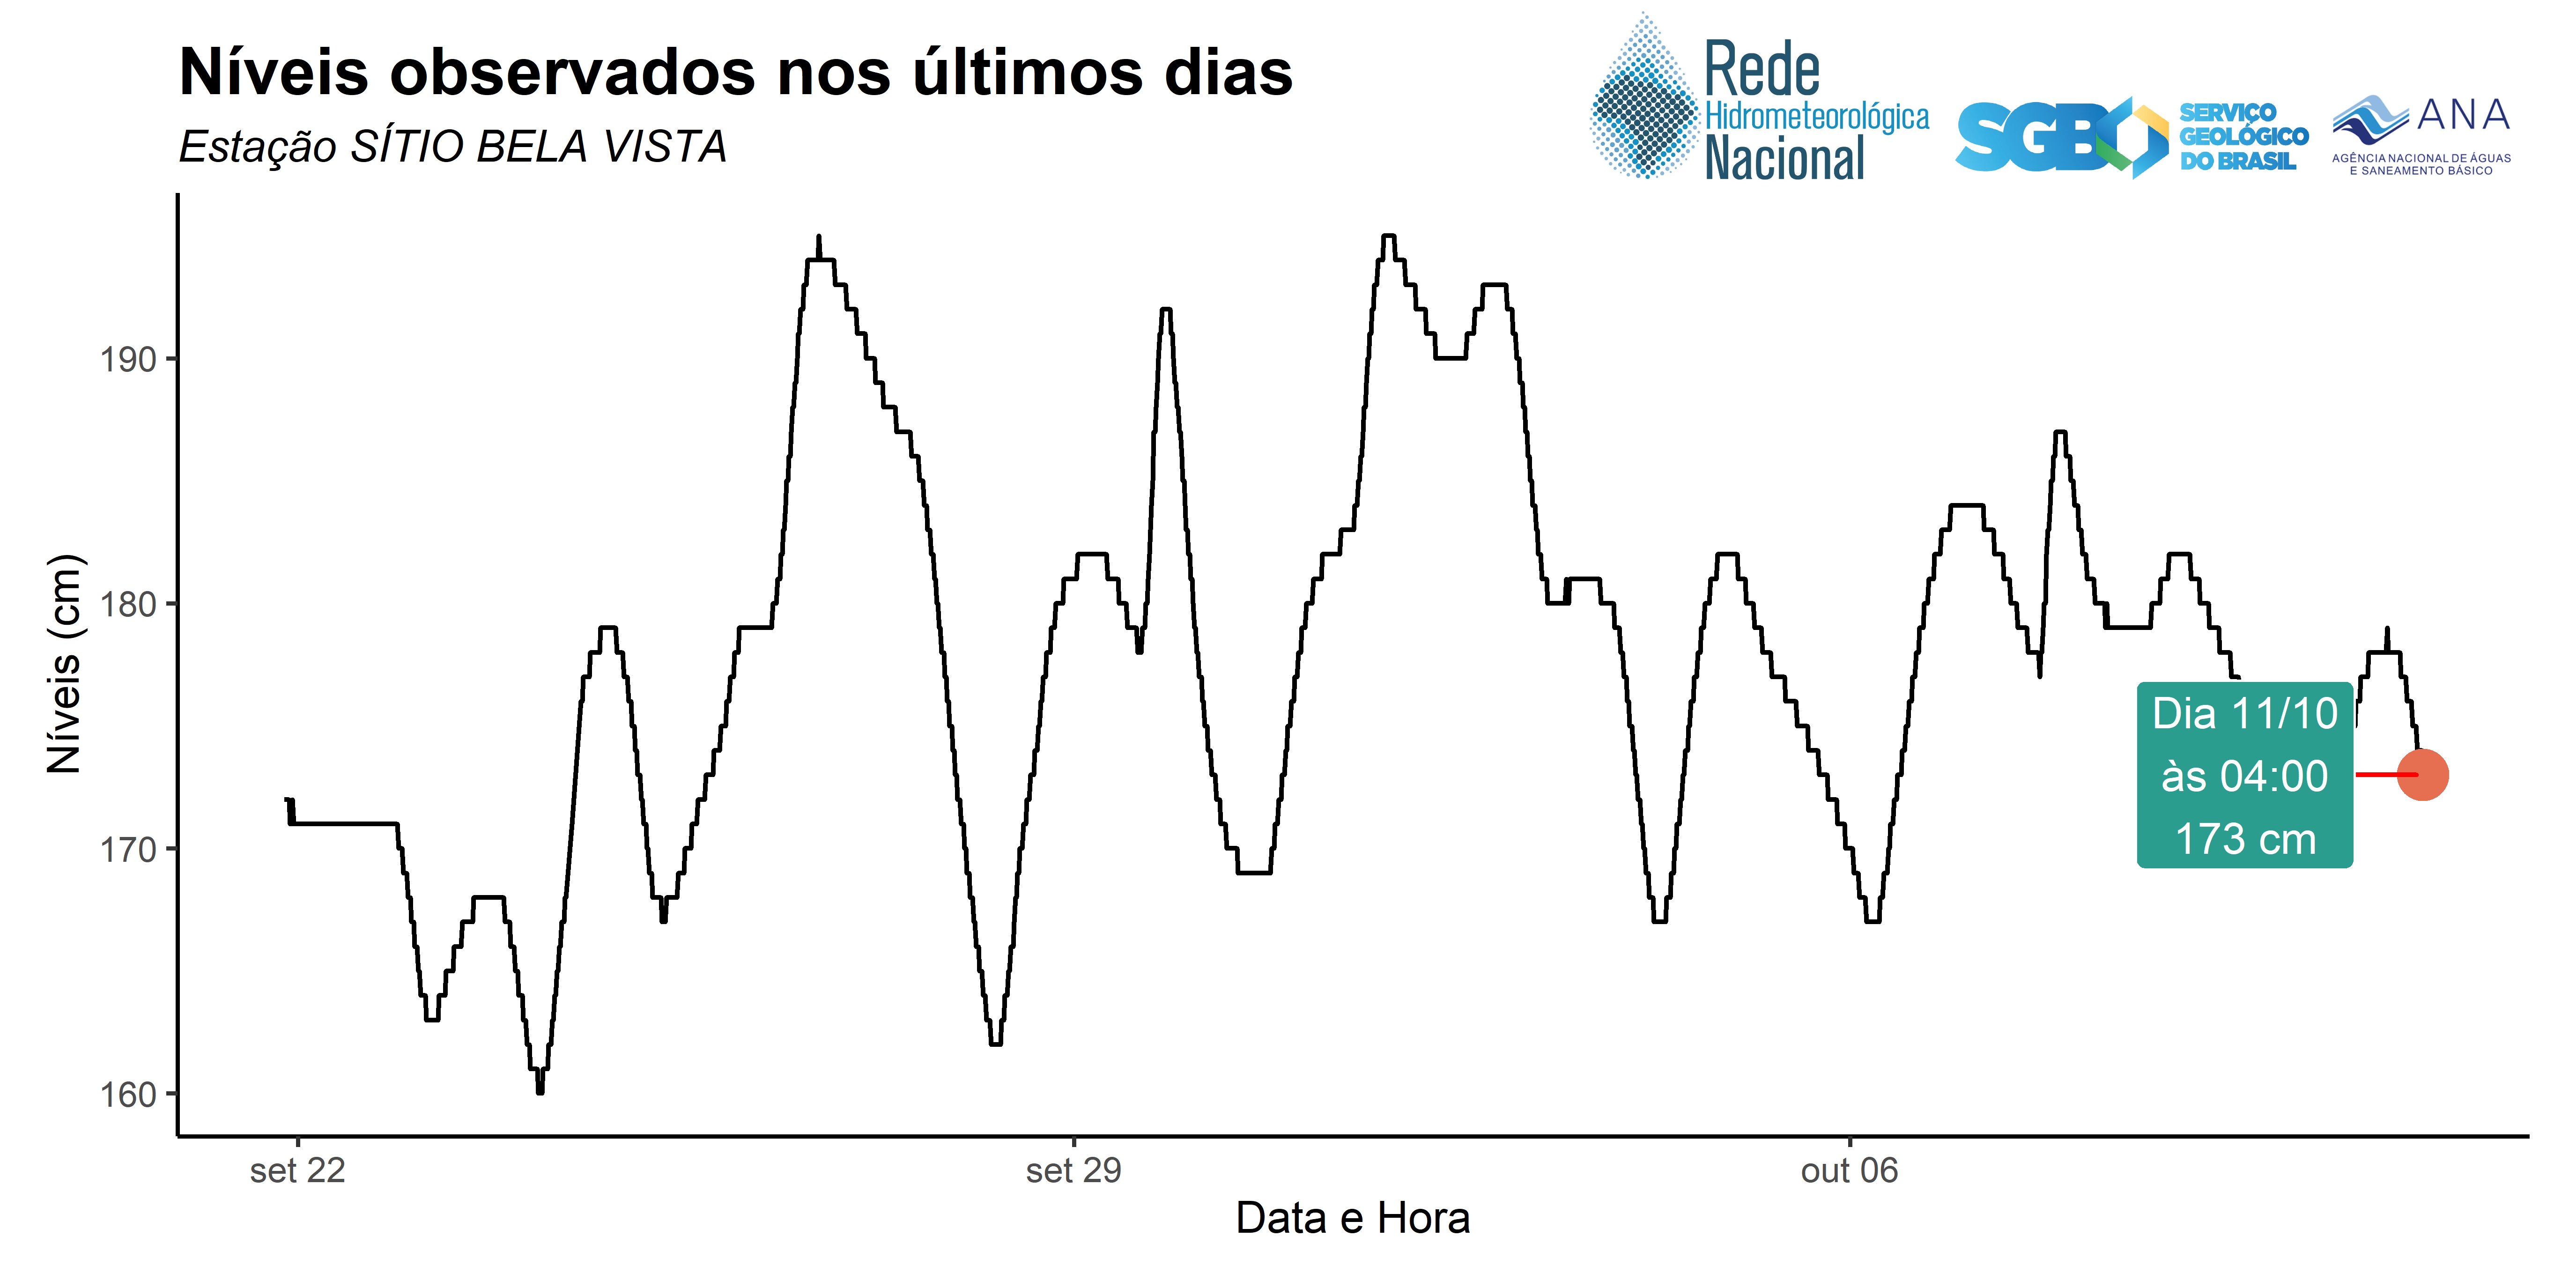 Níveis observados nos últimos dias
Estação SÍTIO BELA VISTA
Rede
Hidrometeorológica
Nacional
SGB
SERVIÇO
GEOLÓGICO
DO BRASIL
ANA
AGÊNCIA NACIONAL DE ÁGUAS
E SANEAMENTO BÁSICO
Níveis (cm)
190
180
170
160
Dia 11/10
às 04:00
173 cm
set 22
set 29
out 06
Data e Hora